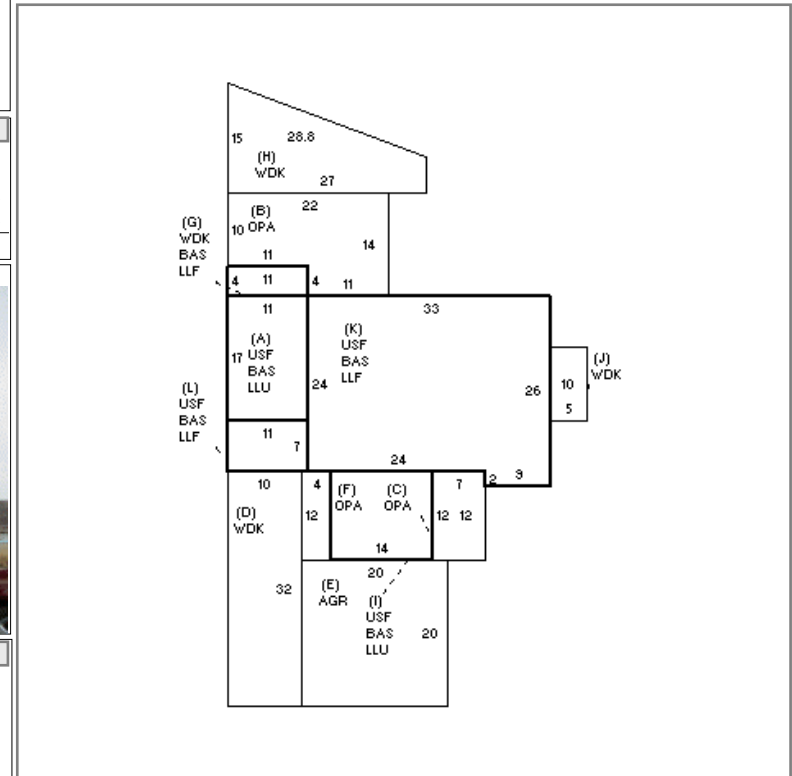 15
28.8
(H)
WDK
27
22
(B)
OPA
10
14
11
(G)
WDK
BAS
LLF
4
11
4
11
11
33
(K)
USF
BAS
LLF
(A)
USF
BAS
LLU
17
24
(J)
WDK
10
5
26
(L)
USF
BAS
LLF
11
7
24
2
9
10
4
(F)
OPA
(C)
OPA
7
(D)
WDK
12
12
12
14
20
32
(E)
AGR
(I)
USF
BAS
LLU
20